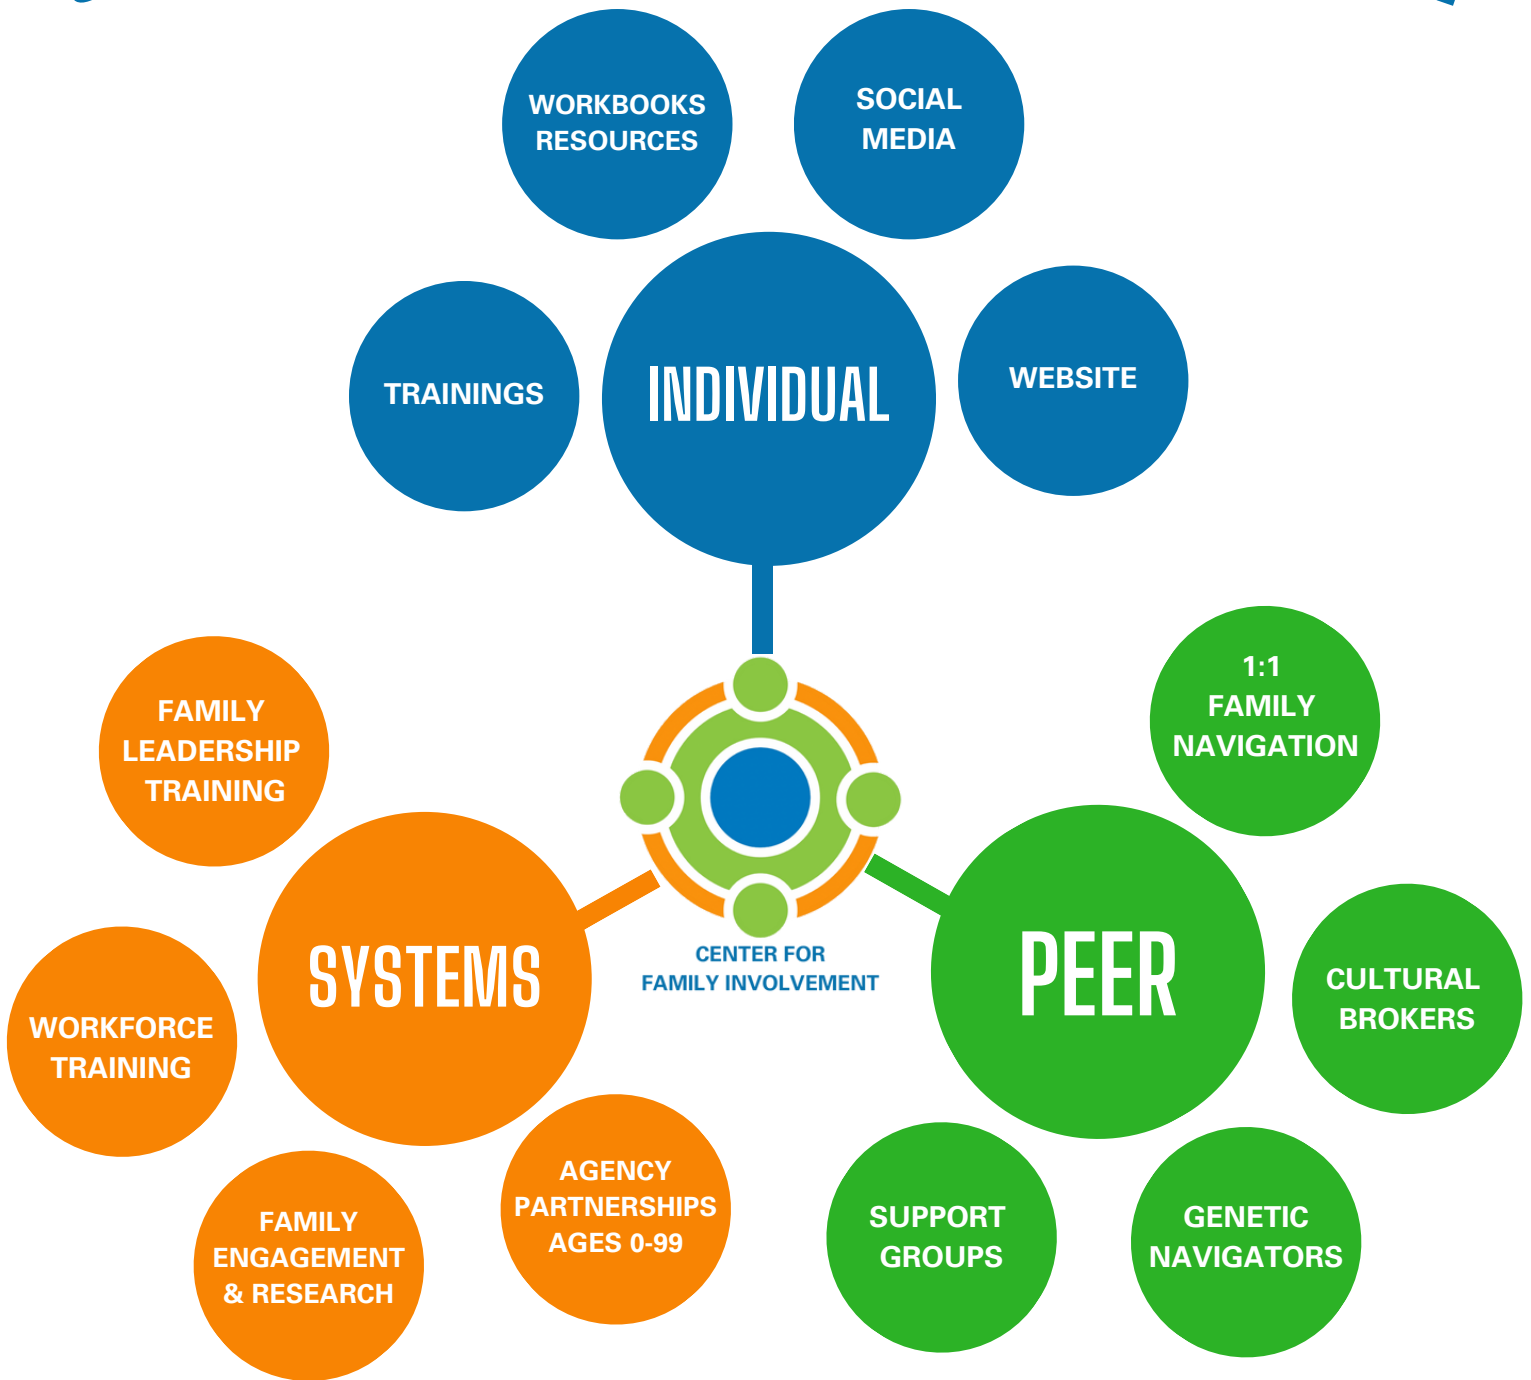 WORKBOOKS
RESOURCES
SOCIAL
MEDIA
TRAININGS
INDIVIDUAL
WEBSITE
1:1
FAMILY
NAVIGATION
FAMILY
LEADERSHIP
TRAINING
CENTER FOR
FAMILY INVOLVEMENT
SYSTEMS
PEER
CULTURAL
BROKERS
WORKFORCE
TRAINING
AGENCY
PARTNERSHIPS
AGES 0-99
FAMILY
ENGAGEMENT
& RESEARCH
SUPPORT
GROUPS
GENETIC
NAVIGATORS